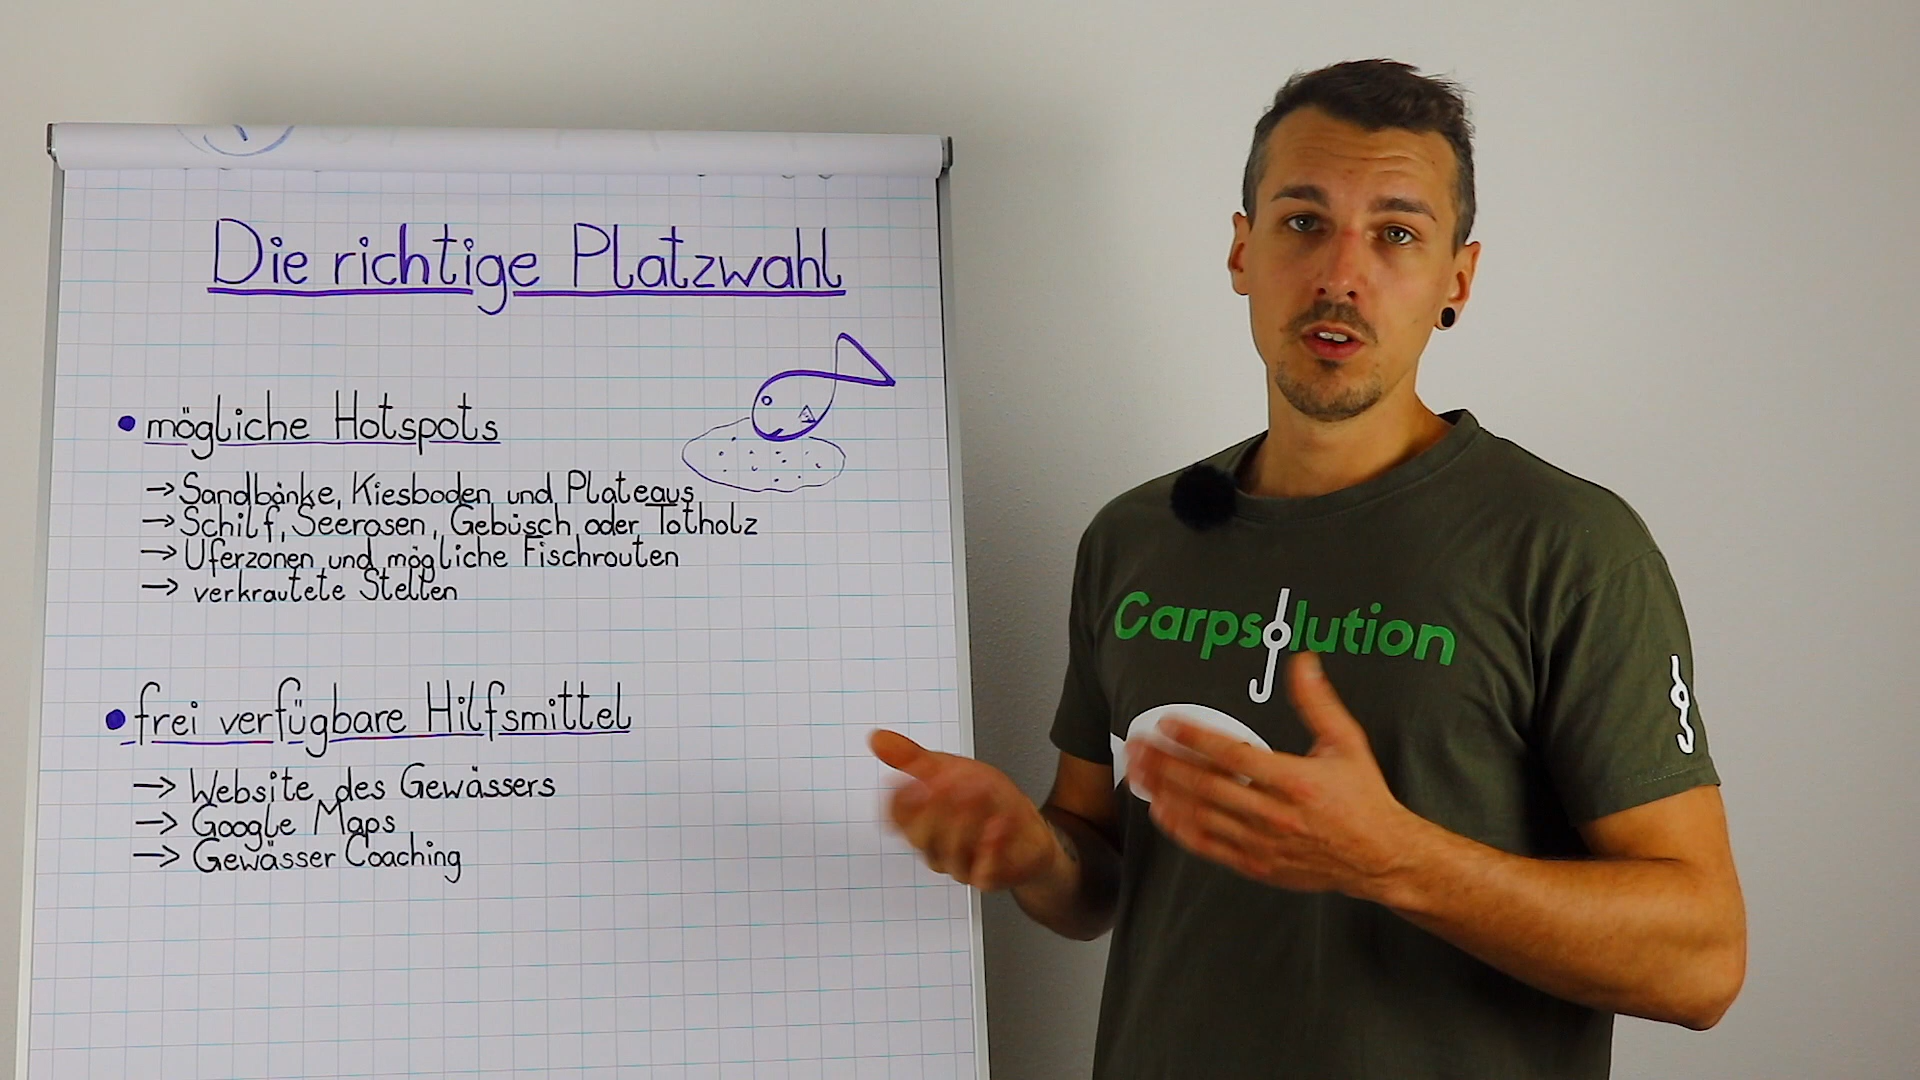 Die richtige Platzwahl
• mögliche Hotspots
→ Sandbänke, Kiesboden und Plateaus
→ Schilf, Seerosen, Gebüsch oder Totholz
→ Uferzonen und mögliche Fischrouten
→ verkrautete Stellen
• frei verfügbare Hilfsmittel
→ Website des Gewässers
→ Google Maps
→ Gewässer Coaching
Carpsolution